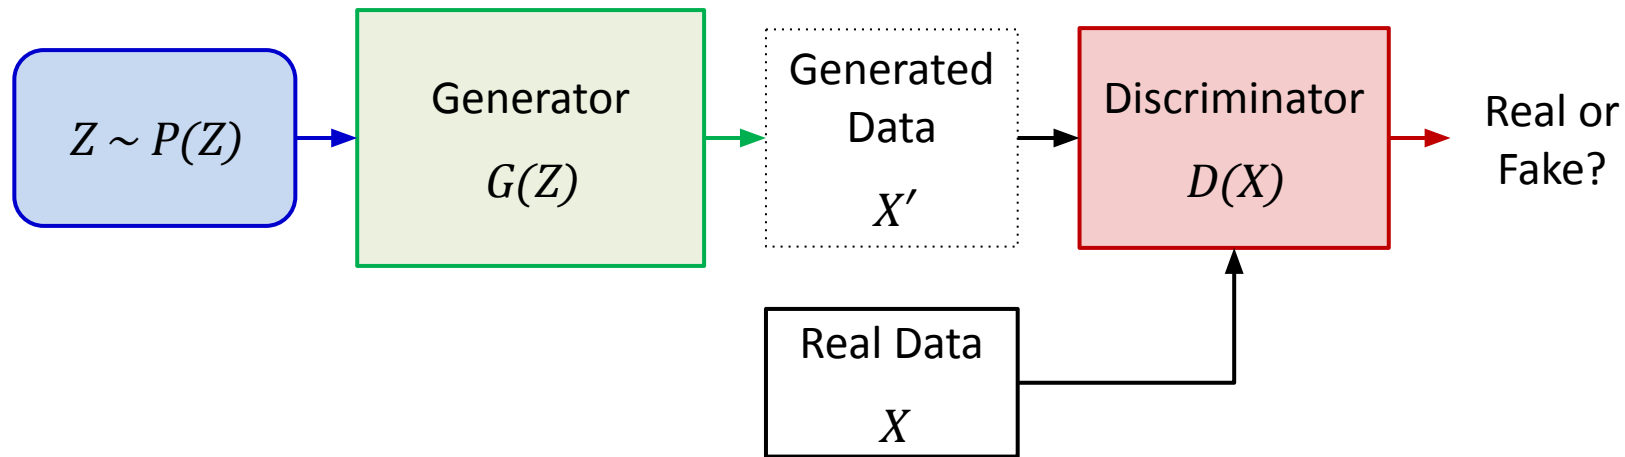 Z ~ P(Z)
Generator
G(Z)
Generated
Data
X′
Discriminator
D(X)
Real or
Fake?
Real Data
X